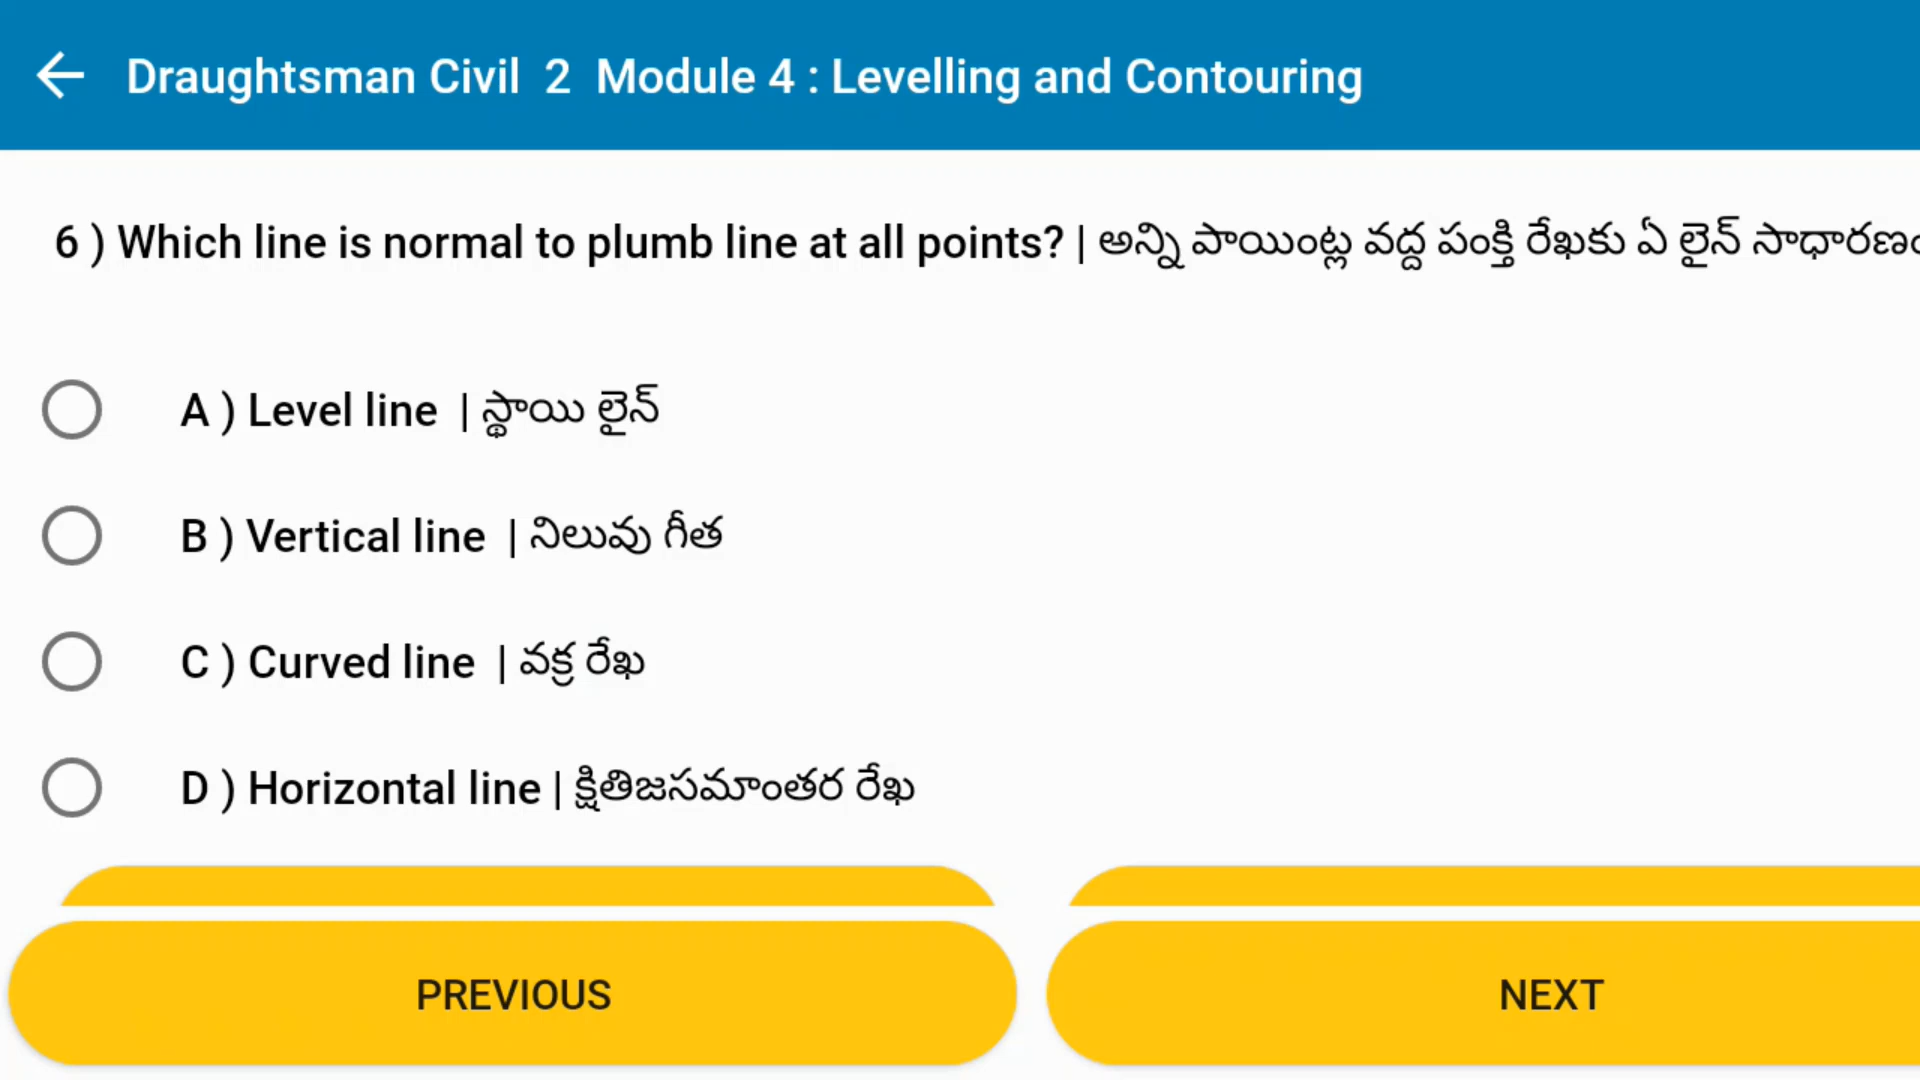 Draughtsman Civil 2 Module 4 : Levelling and Contouring
6 ) Which line is normal to plumb line at all points? | అన్ని పాయింట్ల వద్ద పంక్తి రేఖకు ఏ లైన్
A ) Level line | స్థాయి లైన్
B ) Vertical line | నిలువు గీత
C ) Curved line | వక్ర రేఖ
D ) Horizontal line | క్షితిజసమాంతర రేఖ
PREVIOUS
NEXT